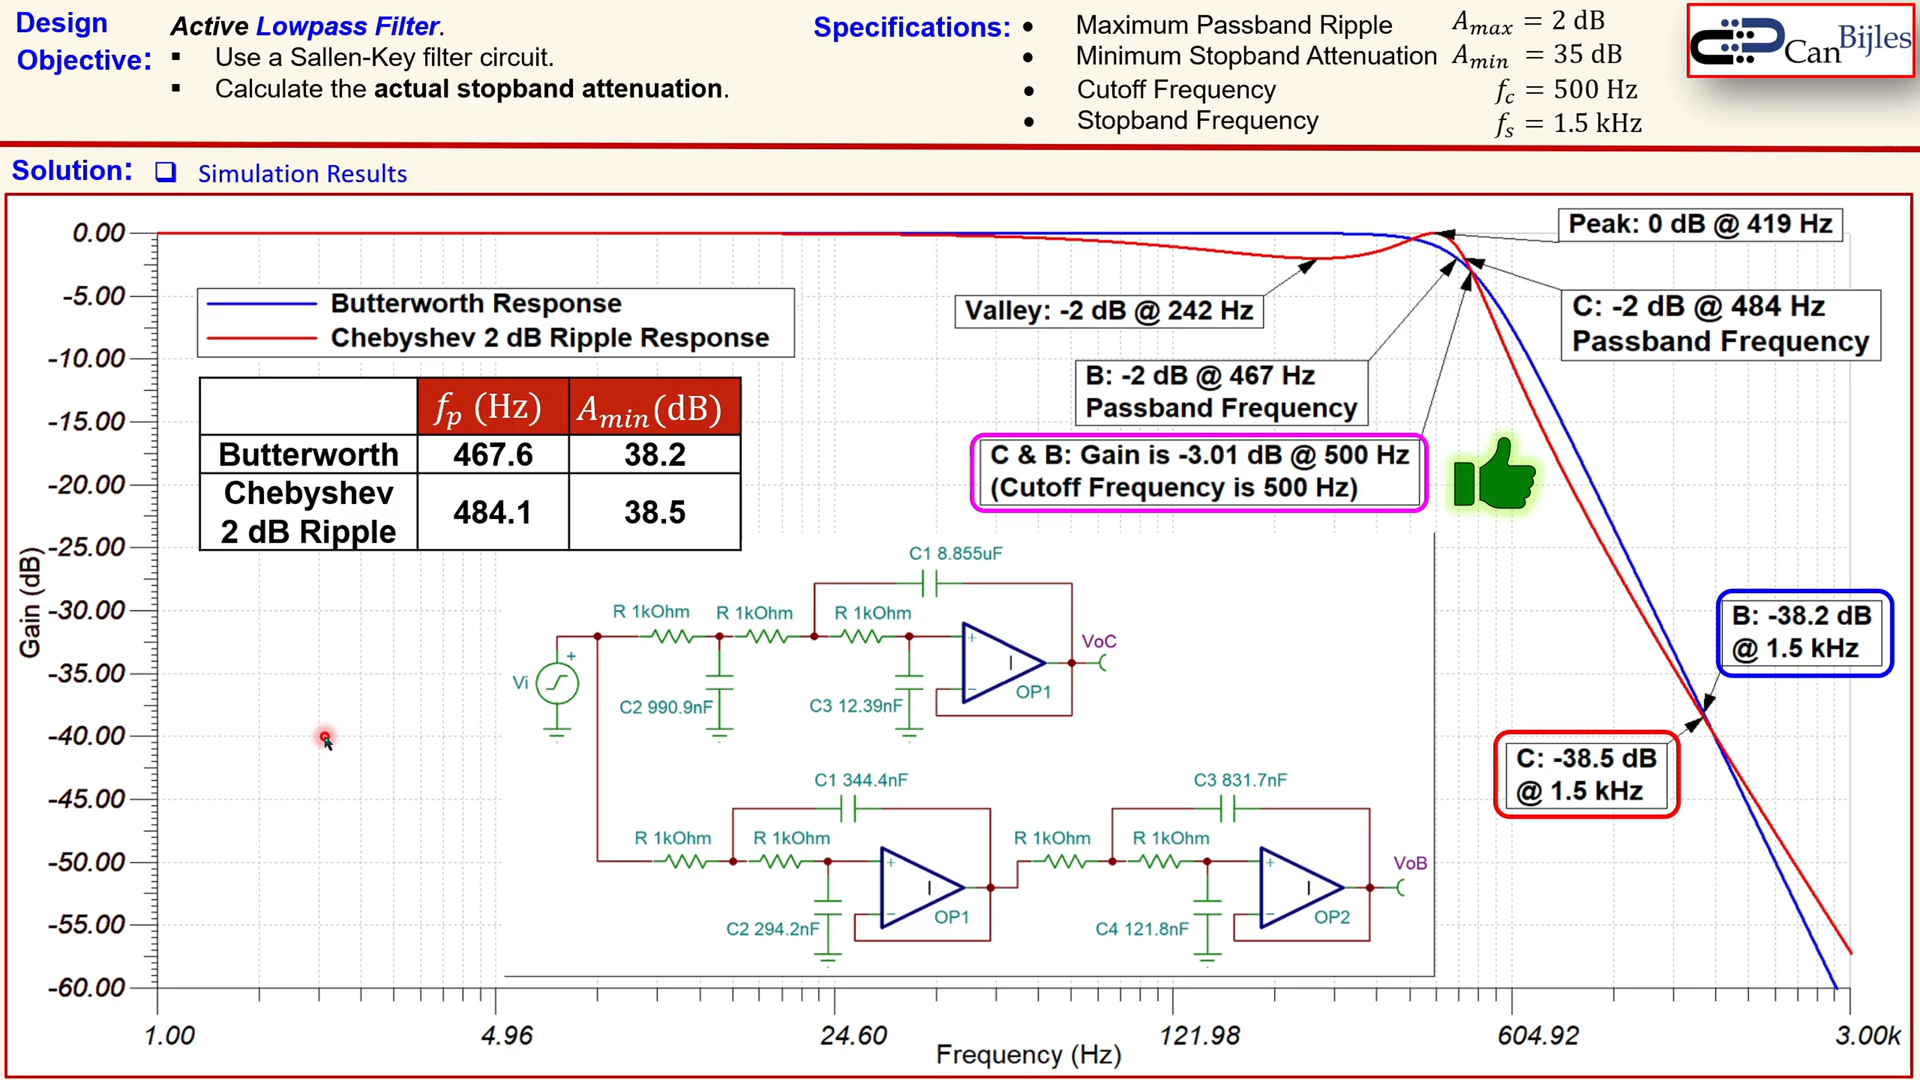 Design
Objective:
Active Lowpass Filter.
▪ Use a Sallen-Key filter circuit.
▪ Calculate the actual stopband attenuation.
Specifications:
• Maximum Passband Ripple A_max = 2 dB
• Minimum Stopband Attenuation A_min = 35 dB
• Cutoff Frequency f_c = 500 Hz
• Stopband Frequency f_s = 1.5 kHz
CanBijles
Solution: ❑ Simulation Results
Gain (dB)
0.00
-5.00
-10.00
-15.00
-20.00
-25.00
-30.00
-35.00
-40.00
-45.00
-50.00
-55.00
-60.00
Butterworth Response
Chebyshev 2 dB Ripple Response
f_p (Hz) A_min(dB)
Butterworth 467.6 38.2
Chebyshev
2 dB Ripple 484.1 38.5
Peak: 0 dB @ 419 Hz
Valley: -2 dB @ 242 Hz
C: -2 dB @ 484 Hz
Passband Frequency
B: -2 dB @ 467 Hz
Passband Frequency
C & B: Gain is -3.01 dB @ 500 Hz
(Cutoff Frequency is 500 Hz)
B: -38.2 dB
@ 1.5 kHz
C: -38.5 dB
@ 1.5 kHz
C1 8.855uF
R 1kOhm R 1kOhm R 1kOhm
+
VoC
Vi
+
I
-
OP1
C2 990.9nF C3 12.39nF
C1 344.4nF C3 831.7nF
R 1kOhm R 1kOhm R 1kOhm R 1kOhm
+ +
VoB
I I
- -
OP1 OP2
C2 294.2nF C4 121.8nF
1.00 4.96 24.60 121.98 604.92 3.00k
Frequency (Hz)